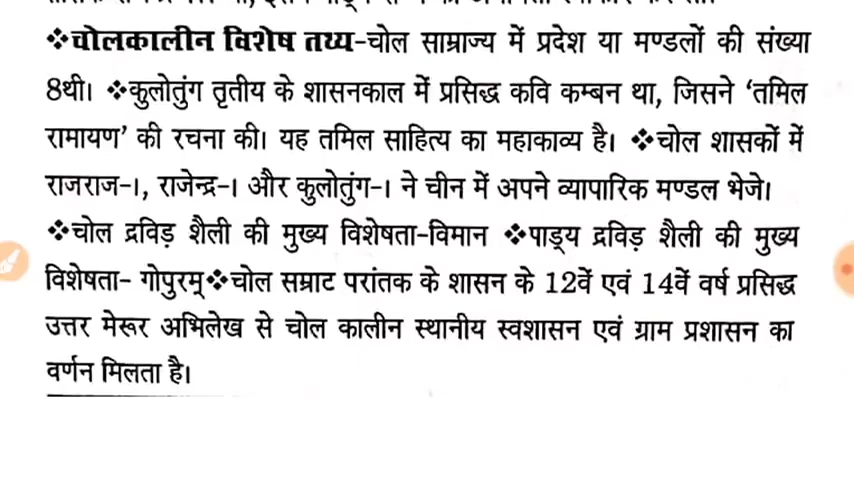 ❖चोलकालीन विशेष तथ्य-चोल साम्राज्य में प्रदेश या मण्डलों की संख्या
8थी। ❖कुलोतुंग तृतीय के शासनकाल में प्रसिद्ध कवि कम्बन था, जिसने ‘तमिल
रामायण’ की रचना की। यह तमिल साहित्य का महाकाव्य है। ❖चोल शासकों में
राजराज-।, राजेन्द्र-। और कुलोतुंग-। ने चीन में अपने व्यापारिक मण्डल भेजे।
❖चोल द्रविड़ शैली की मुख्य विशेषता-विमान ❖पाड्य द्रविड़ शैली की मुख्य
विशेषता- गोपुरम्❖चोल सम्राट परांतक के शासन के 12वें एवं 14वें वर्ष प्रसिद्ध
उत्तर मेरूर अभिलेख से चोल कालीन स्थानीय स्वशासन एवं ग्राम प्रशासन का
वर्णन मिलता है।